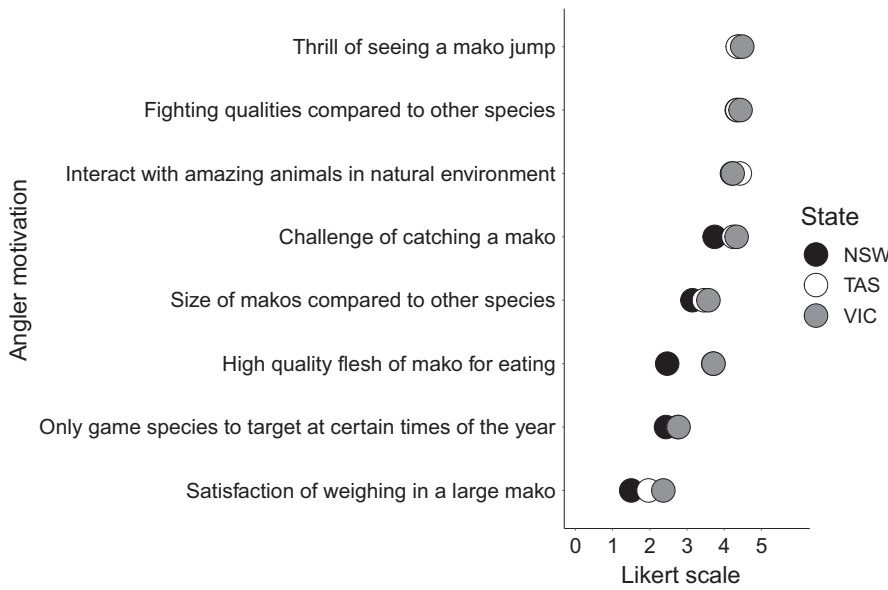 Angler motivation
Thrill of seeing a mako jump
Fighting qualities compared to other species
Interact with amazing animals in natural environment
Challenge of catching a mako
Size of makos compared to other species
High quality flesh of mako for eating
Only game species to target at certain times of the year
Satisfaction of weighing in a large mako
0 1 2 3 4 5
Likert scale
State
NSW
TAS
VIC